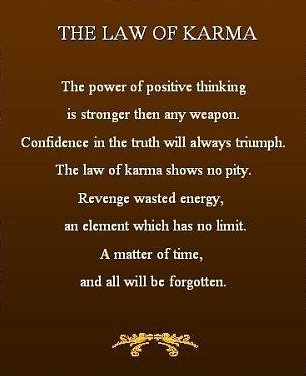 THE LAW OF KARMA
The power of positive thinking
is stronger then any weapon.
Confidence in the truth will always triumph.
The law of karma shows no pity.
Revenge wasted energy,
an element which has no limit.
A matter of time,
and all will be forgotten.